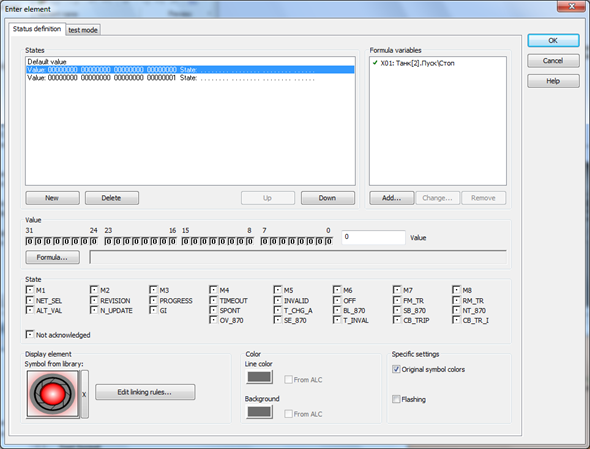 Enter element
Status definition test mode
OK
Cancel
Help
States
Default value
Value: 00000000 00000000 00000000 00000000 State: ........ ........ ........ ........
Value: 00000000 00000000 00000000 00000001 State: ........ ........ ........ ........
Formula variables
X01: Танк[2].Пуск\Стоп
New Delete Up Down
Add... Change... Remove
Value
31 24 23 16 15 8 7 0
0 0 0 0 0 0 0 0 0 0 0 0 0 0 0 0 0 0 0 0 0 0 0 0 0 0 0 0 0 0 0 0 0 Value
Formula...
State
M1 M2 M3 M4 M5 M6 M7 M8
NET_SEL REVISION PROGRESS TIMEOUT INVALID OFF FM_TR RM_TR
ALT_VAL N_UPDATE GI SPONT T_CHG_A BL_870 SB_870 NT_870
OV_870 SE_870 T_INVAL CB_TRIP CB_TR_I
Not acknowledged
Display element
Symbol from library:
X
Edit linking rules...
Color
Line color
From ALC
Background
From ALC
Specific settings
Original symbol colors
Flashing